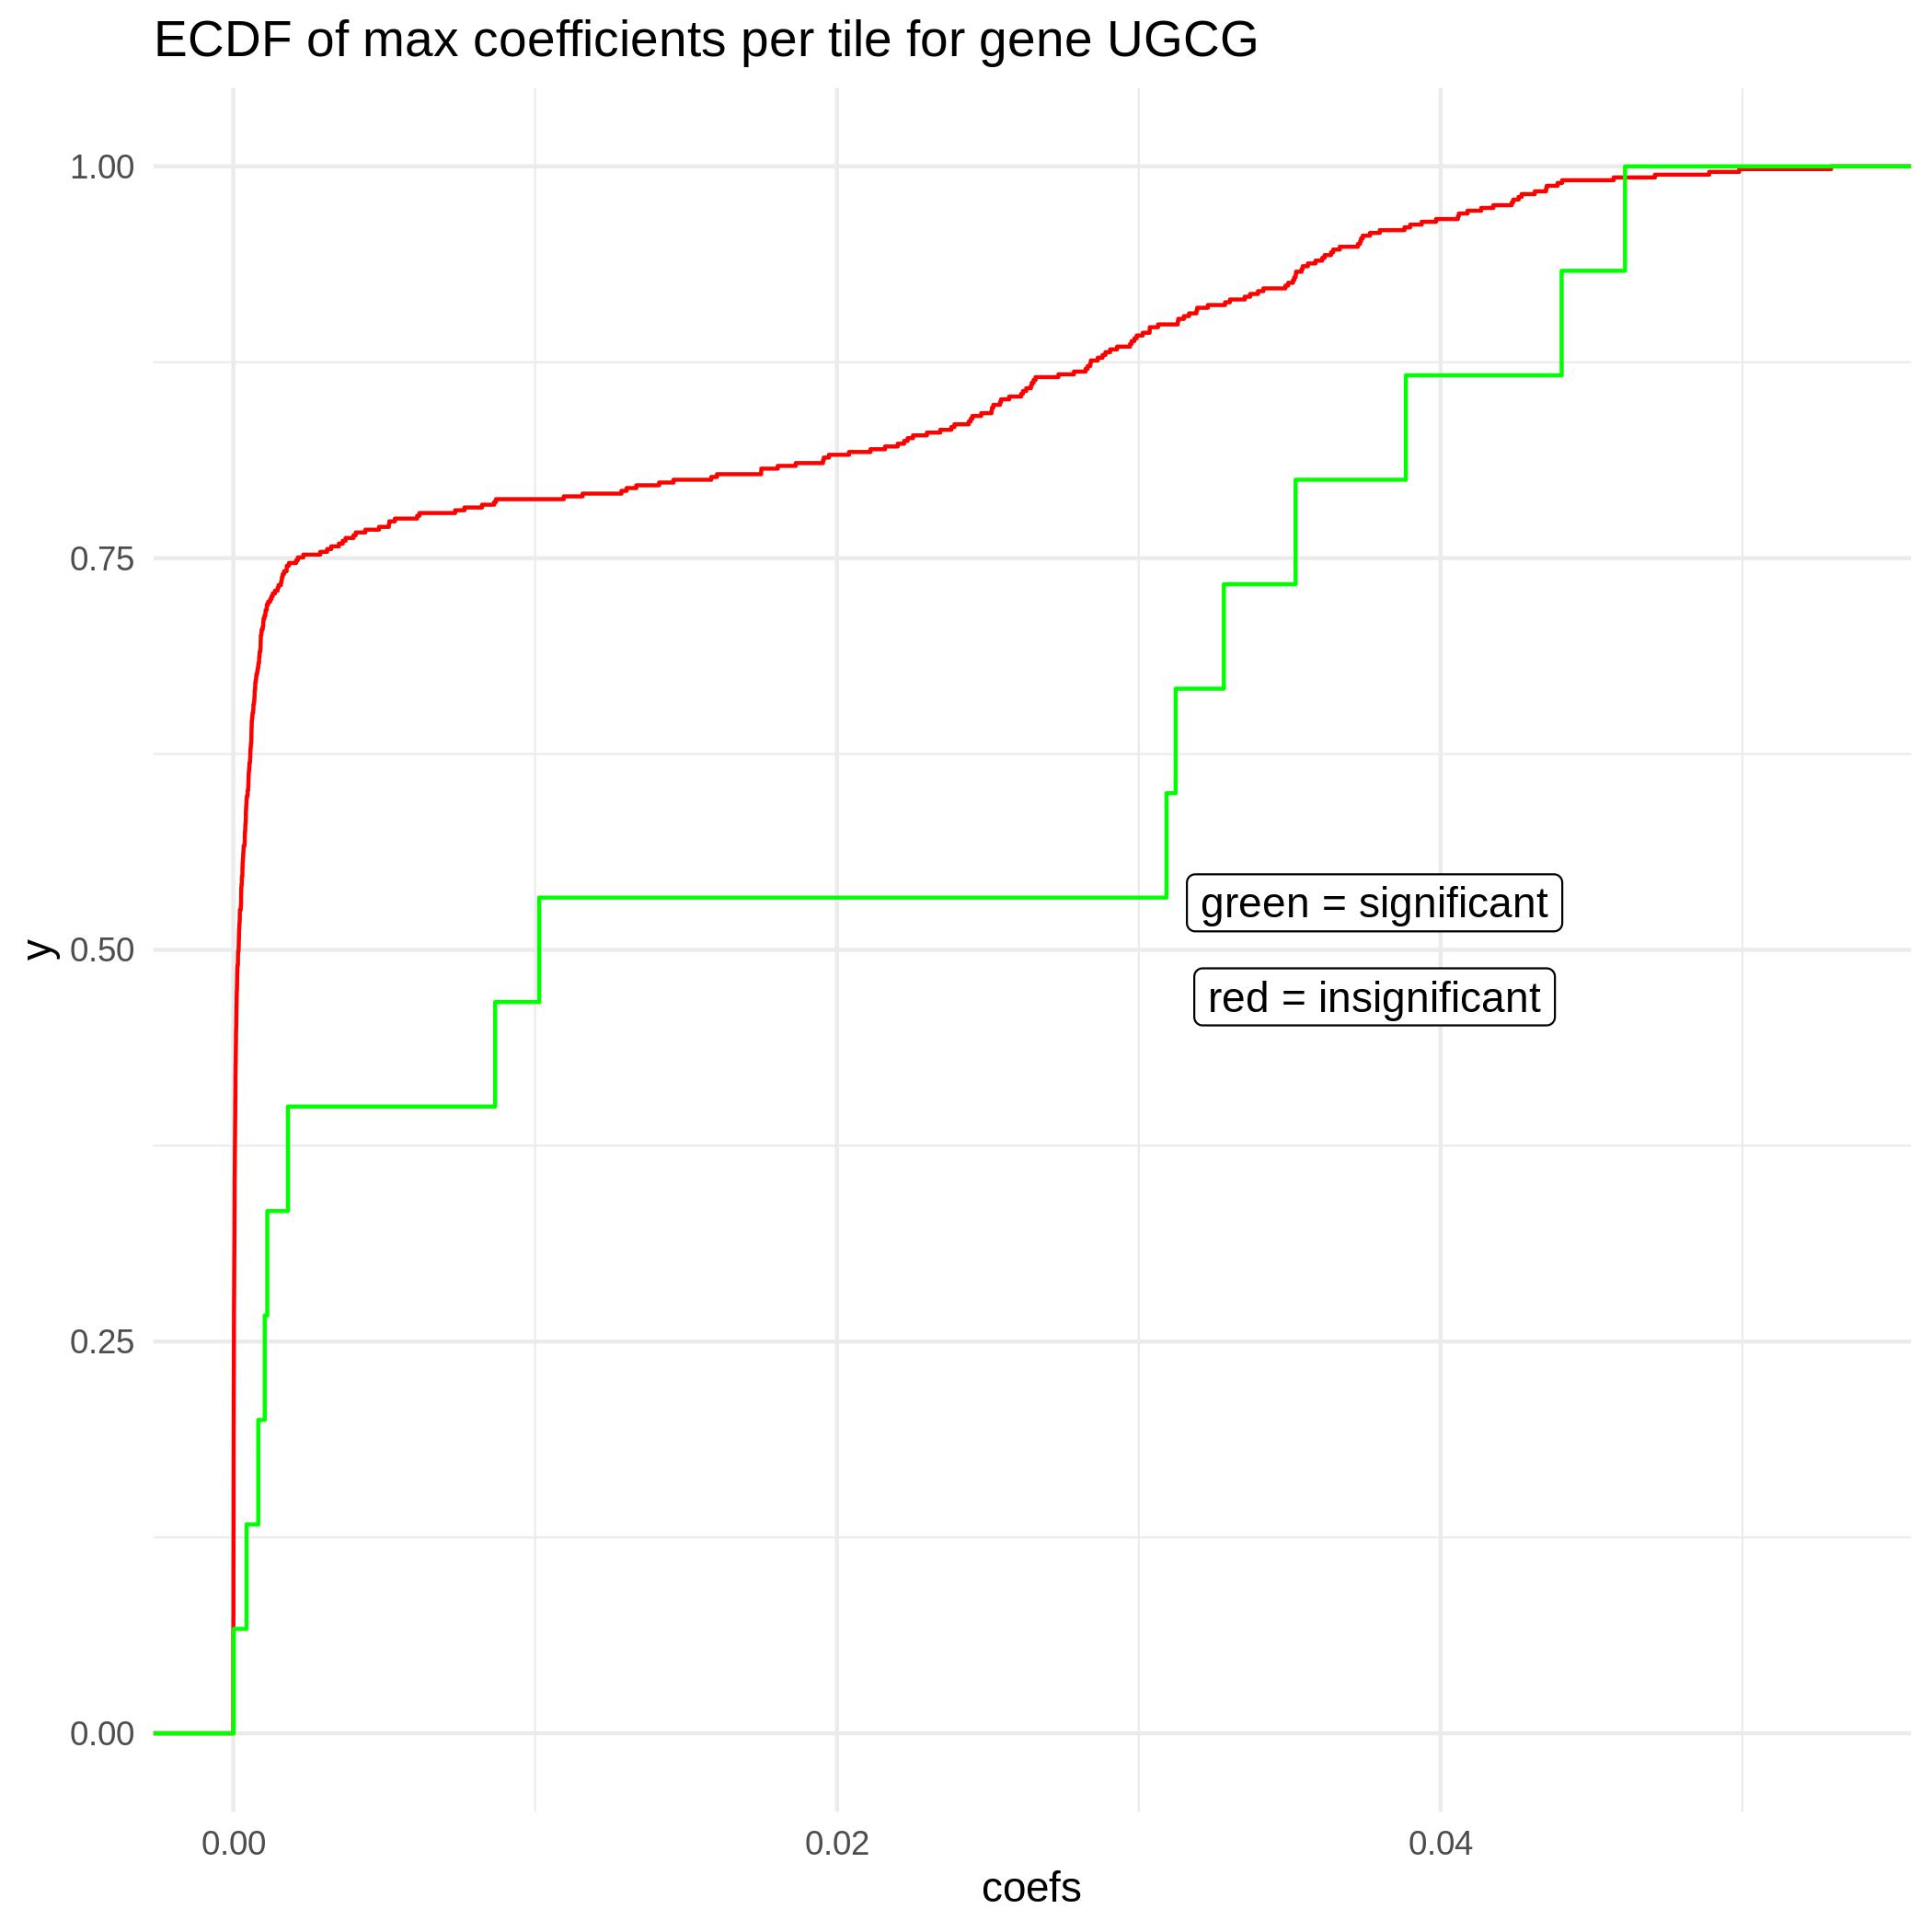 ECDF of max coefficients per tile for gene UGCG
1.00
0.75
0.50
0.25
0.00
y
green = significant
red = insignificant
0.00 0.02 0.04
coefs